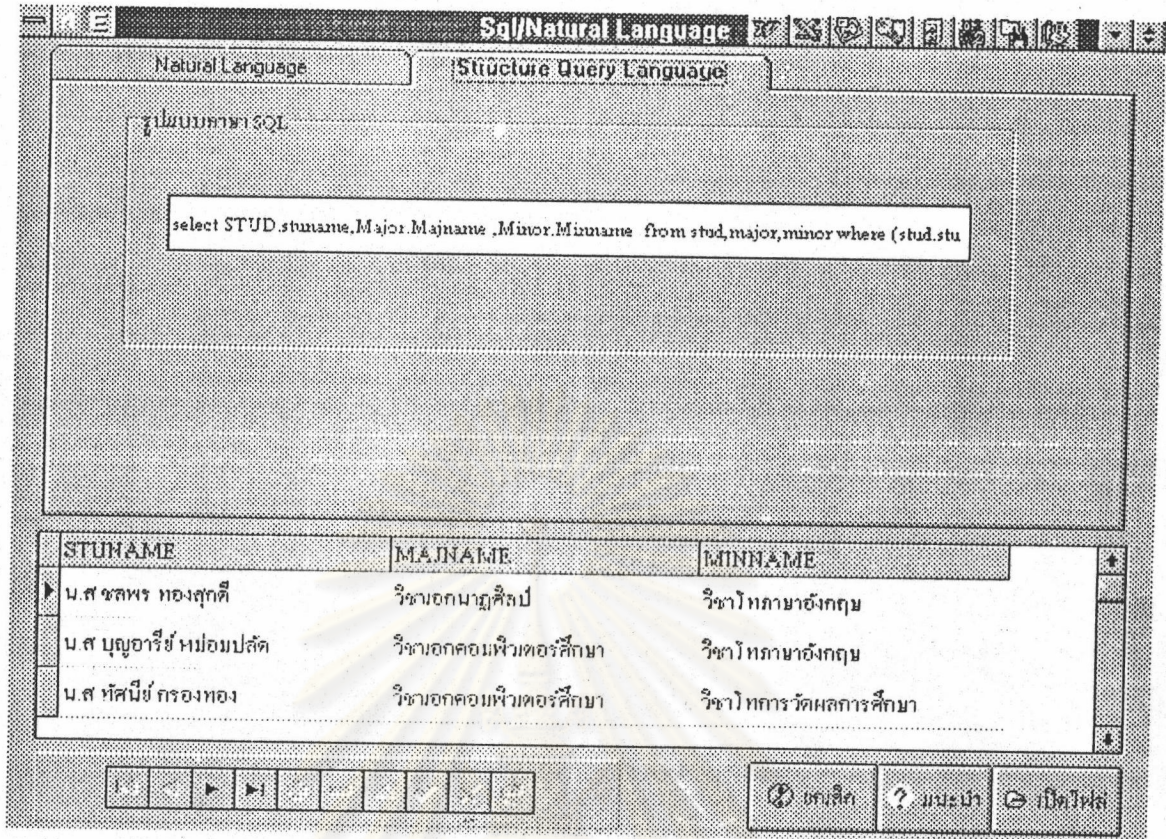 Sql/Natural Language
Natural Language
Structure Query Language
รูปแบบภาษา SQL
select STUD.stuname,Major.Majname ,Minor.Minname from stud,major,minor where (stud.stu
STUNAME MAJNAME MINNAME
น.ส ชลพร ทองสุกดี วิชาเอกนาฏศิลป์ วิชาโทภาษาอังกฤษ
น.ส บุญอารีย์ หม่อมปลัด วิชาเอกคอมพิวเตอร์ศึกษา วิชาโทภาษาอังกฤษ
น.ส ทัศนีย์ กรองทอง วิชาเอกคอมพิวเตอร์ศึกษา วิชาโทการวัดผลการศึกษา
ยกเลิก ? แนะนำ เปิดไฟล์